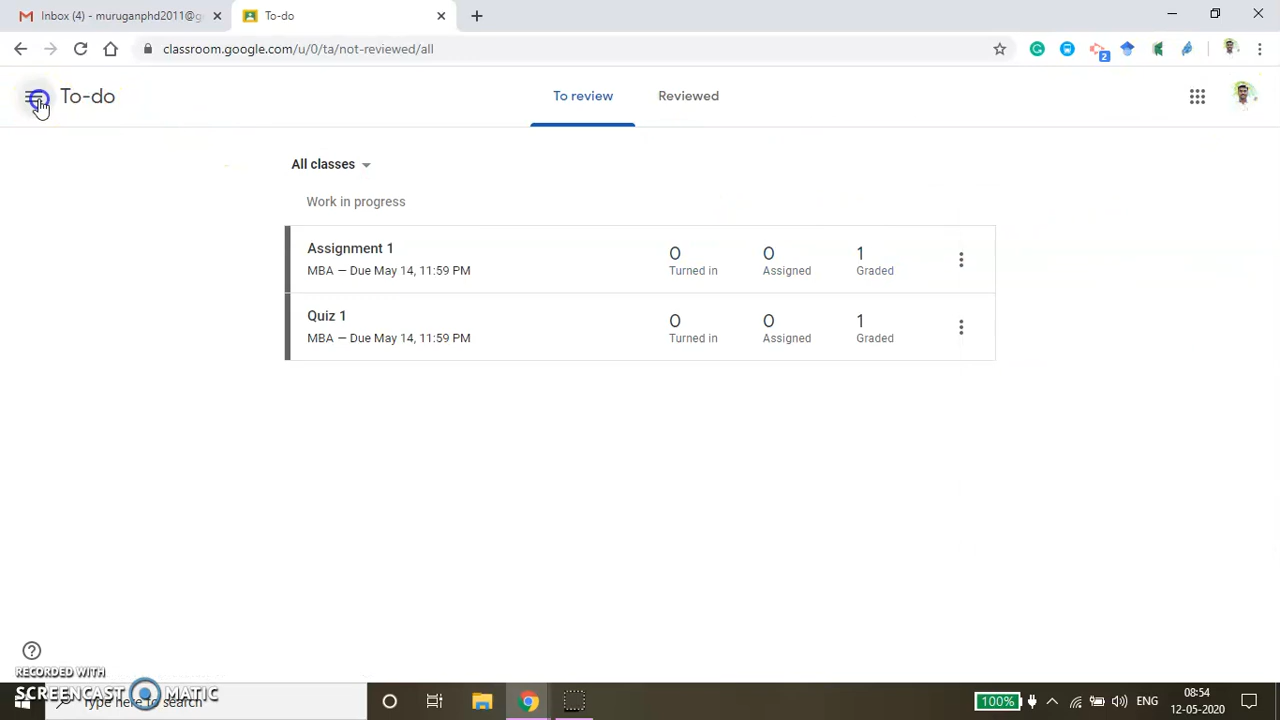 Inbox (4) - muruganphd2011@g
To-do
classroom.google.com/u/0/ta/not-reviewed/all
2
To-do
To review
Reviewed
All classes
Work in progress
Assignment 1
MBA — Due May 14, 11:59 PM
0
Turned in
0
Assigned
1
Graded
Quiz 1
MBA — Due May 14, 11:59 PM
0
Turned in
0
Assigned
1
Graded
RECORDED WITH
SCREENCAST MATIC
Type here to search
100%
ENG
08:54
12-05-2020